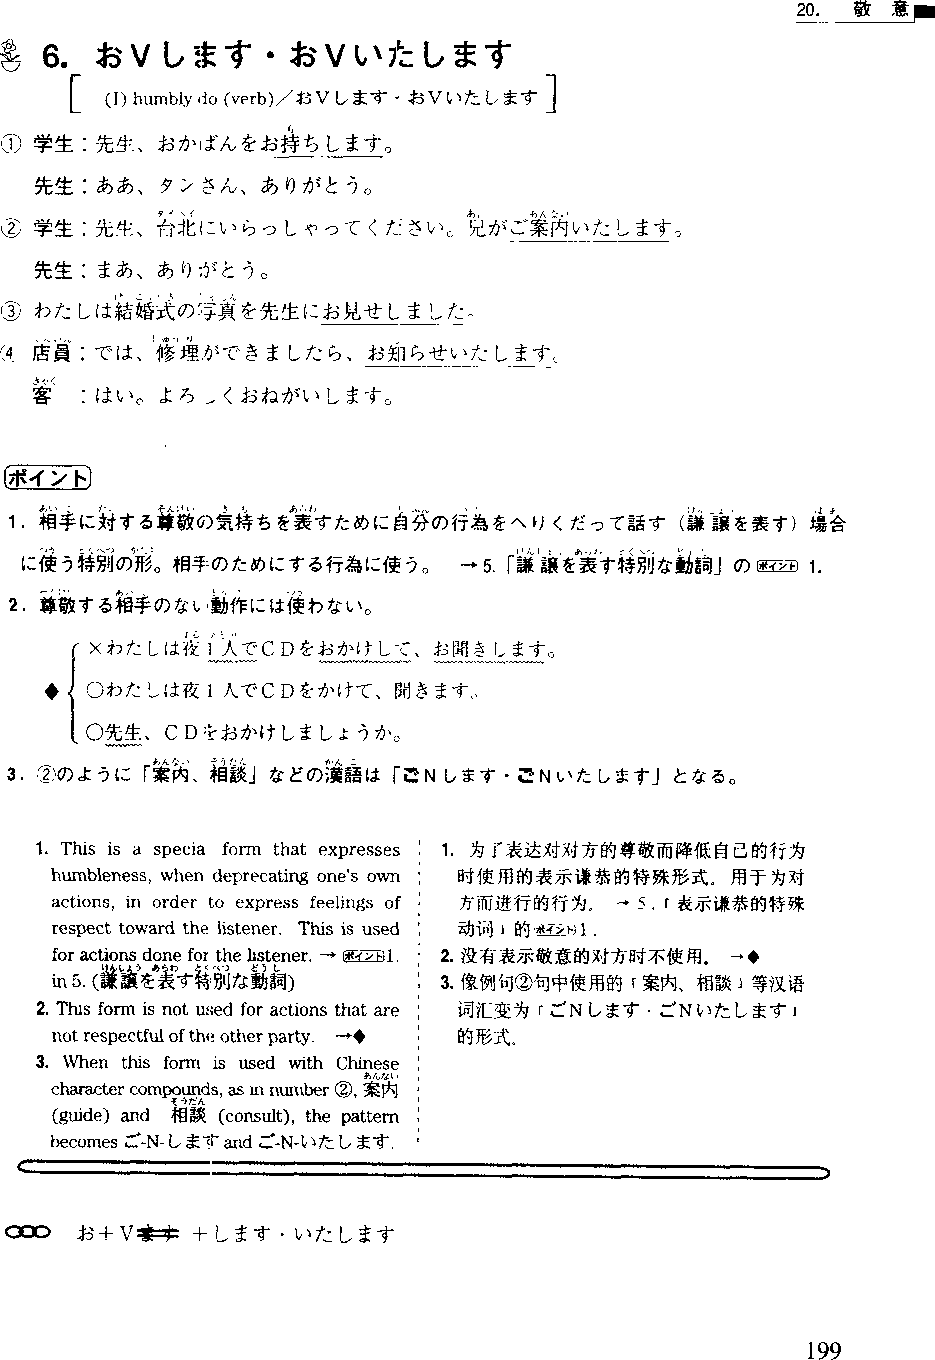 20. 敬意
6. おVします・おVいたします
[ (I) humbly do (verb)／おVします・おVいたします ]
① 学生：先生、おかばんをお持ちします。
先生：ああ、タンさん、ありがとう。
② 学生：先生、台北にいらっしゃってください。兄がご案内いたします。
先生：まあ、ありがとう。
③ わたしは結婚式の写真を先生にお見せしました。
④ 店員：では、修理ができましたら、お知らせいたします。
客　：はい。よろしくおねがいします。
ポイント
1. 相手に対する尊敬の気持ちを表すために自分の行為をへりくだって話す（謙譲を表す）場合
に使う特別の形。相手のためにする行為に使う。 →5.「謙譲を表す特別な動詞」のポイント 1.
2. 尊敬する相手のない動作には使わない。
×わたしは夜1人でCDをおかけして、お聞きします。
◆ ○わたしは夜1人でCDをかけて、聞きます。
○先生、CDをおかけしましょうか。
3. ②のように「案内、相談」などの漢語は「ごNします・ごNいたします」となる。
1. This is a specia form that expresses
humbleness, when deprecating one's own
actions, in order to express feelings of
respect toward the listener. This is used
for actions done for the listener. → ポイント1.
in 5. (謙譲を表す特別な動詞)
2. This form is not used for actions that are
not respectful of the other party. →◆
3. When this form is used with Chinese
character compounds, as in number ②, 案内
(guide) and 相談 (consult), the pattern
becomes ご-N-します and ご-N-いたします.
1. 为了表达对对方的尊敬而降低自己的行为
时使用的表示谦恭的特殊形式。用于为对
方而进行的行为。 →5.「表示谦恭的特殊
动词」的ポイント1.
2. 没有表示敬意的对方时不使用。 →◆
3. 像例句②句中使用的「案内、相談」等汉语
词汇变为「ごNします・ごNいたします」
的形式。
お＋Vます＋します・いたします
199